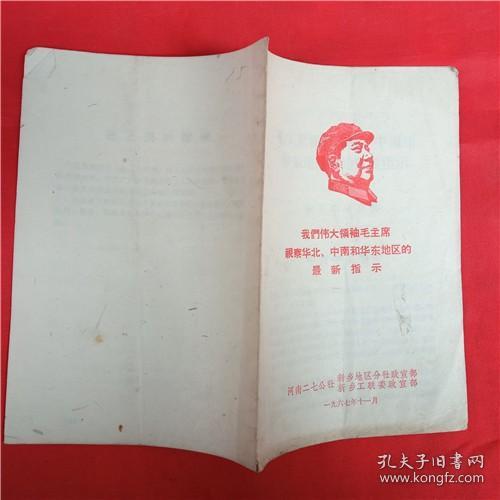 15
我們伟大領袖毛主席
視察华北、中南和华东地区的
最新指示
河南二七公社 新乡地区分社政宣部
新乡工联委政宣部
一九六七年十一月
孔夫子旧书网
www.kongfz.com